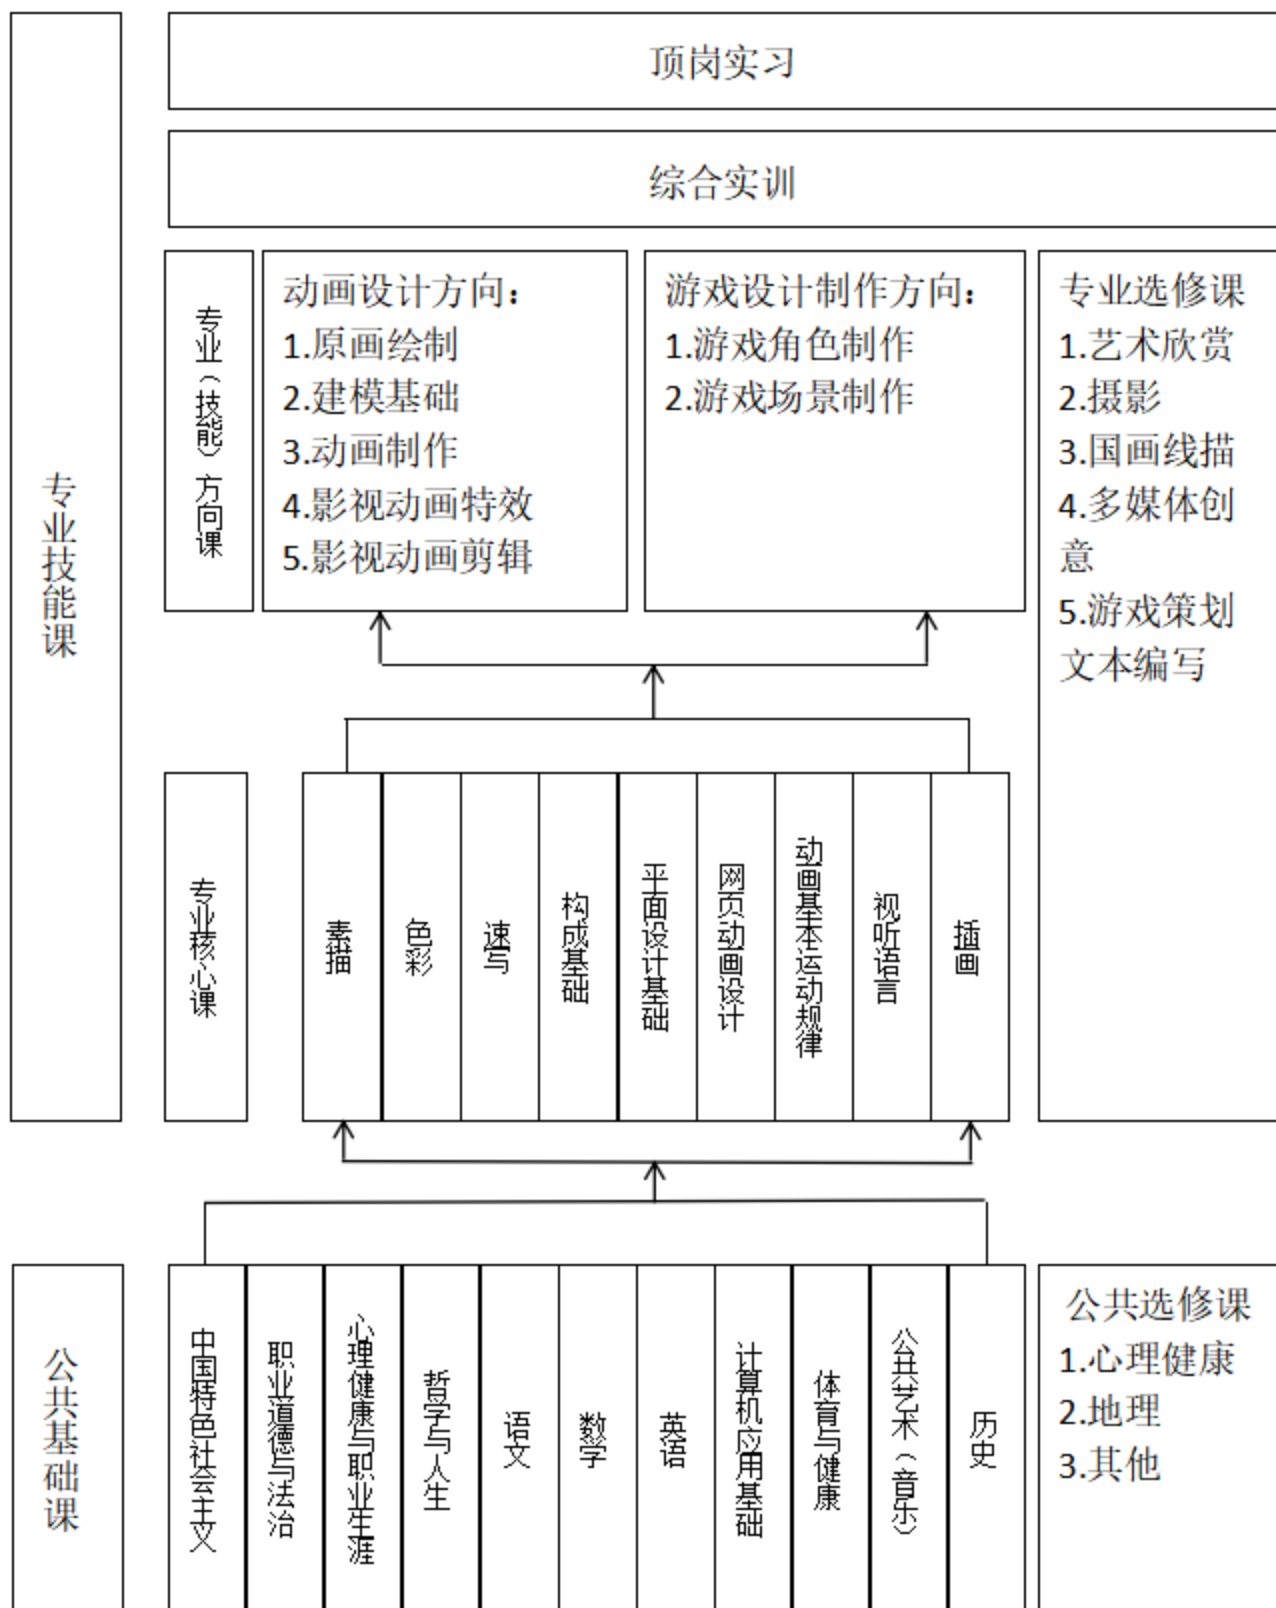 顶岗实习
综合实训
专业技能课
专业（技能）方向课
动画设计方向：
1.原画绘制
2.建模基础
3.动画制作
4.影视动画特效
5.影视动画剪辑
游戏设计制作方向：
1.游戏角色制作
2.游戏场景制作
专业选修课
1.艺术欣赏
2.摄影
3.国画线描
4.多媒体创
意
5.游戏策划
文本编写
专业核心课
素描
色彩
速写
构成基础
平面设计基础
网页动画设计
动画基本运动规律
视听语言
插画
公共基础课
中国特色社会主义
职业道德与法治
心理健康与职业生涯
哲学与人生
语文
数学
英语
计算机应用基础
体育与健康
公共艺术（音乐）
历史
公共选修课
1.心理健康
2.地理
3.其他